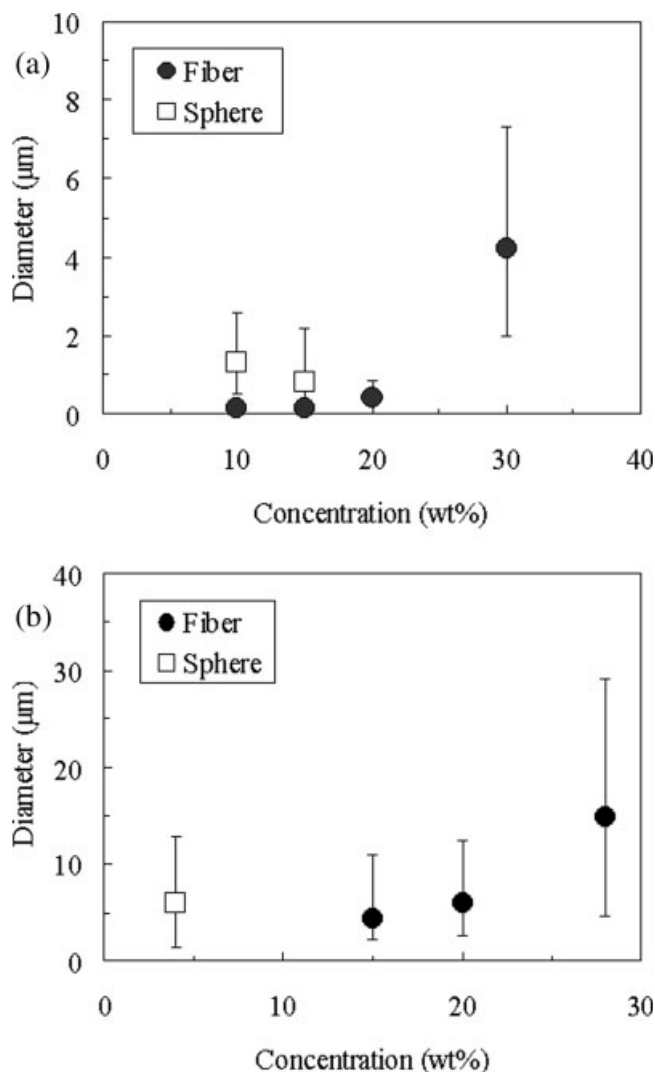 (a)
10
8
6
4
2
0
Diameter (μm)
Fiber
Sphere
0 10 20 30 40
Concentration (wt%)
(b)
40
30
20
10
0
Diameter (μm)
Fiber
Sphere
0 10 20 30
Concentration (wt%)